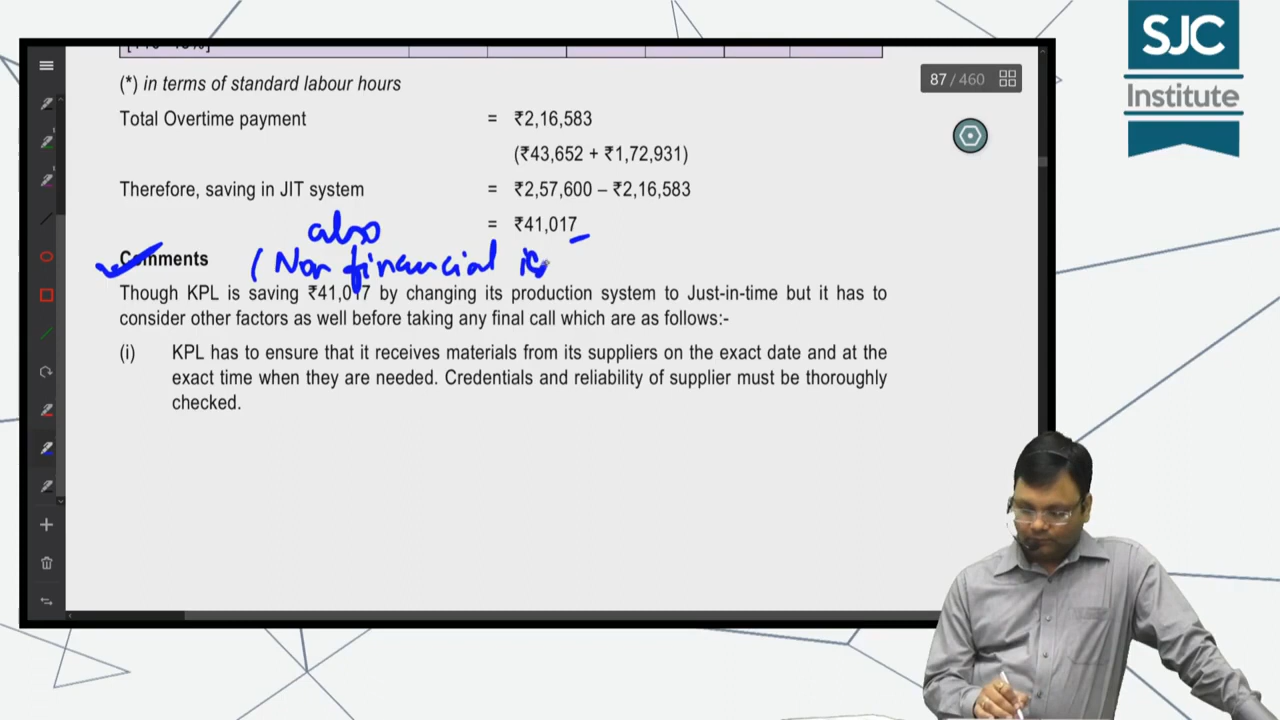 SJC
Institute
87 / 460
(*) in terms of standard labour hours
Total Overtime payment = ₹2,16,583
(₹43,652 + ₹1,72,931)
Therefore, saving in JIT system = ₹2,57,600 – ₹2,16,583
= ₹41,017
also
Comments (Non financial
Though KPL is saving ₹41,017 by changing its production system to Just-in-time but it has to
consider other factors as well before taking any final call which are as follows:-
(i) KPL has to ensure that it receives materials from its suppliers on the exact date and at the
exact time when they are needed. Credentials and reliability of supplier must be thoroughly
checked.